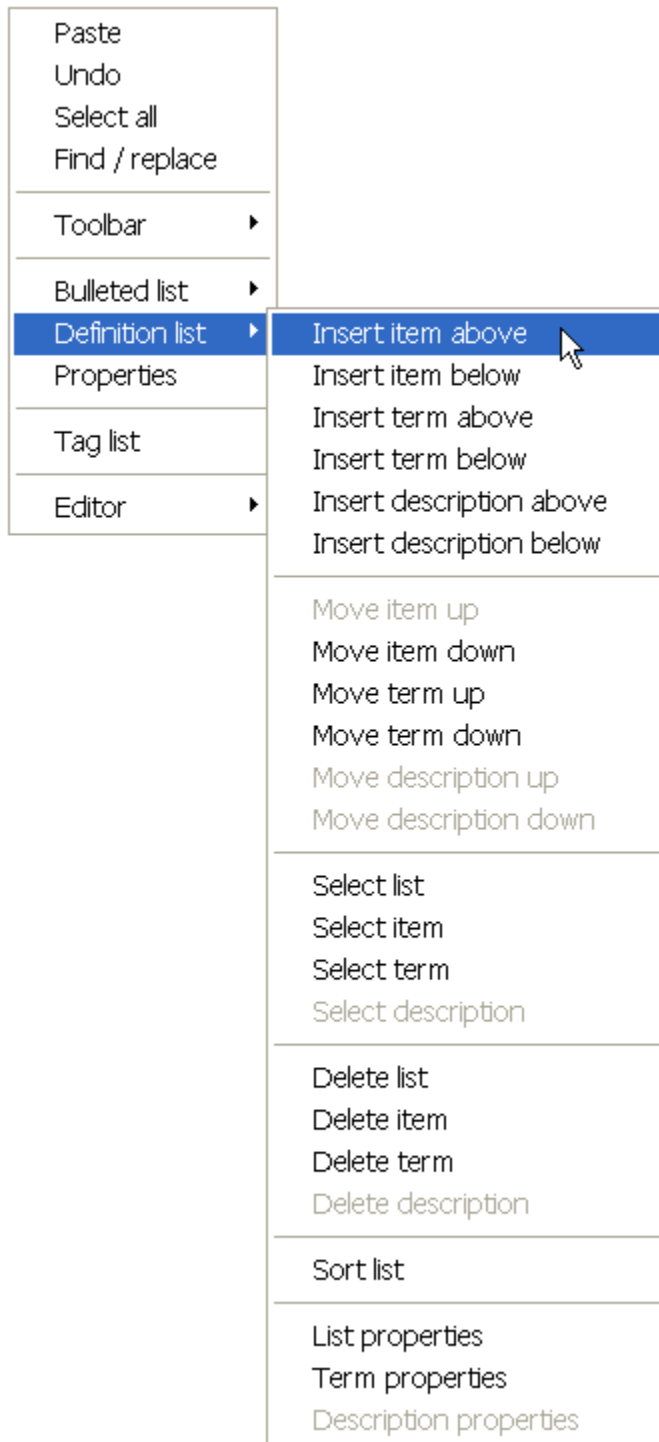 Paste
Undo
Select all
Find / replace
Toolbar
Bulleted list
Definition list
Properties
Tag list
Editor
Insert item above
Insert item below
Insert term above
Insert term below
Insert description above
Insert description below
Move item up
Move item down
Move term up
Move term down
Move description up
Move description down
Select list
Select item
Select term
Select description
Delete list
Delete item
Delete term
Delete description
Sort list
List properties
Term properties
Description properties